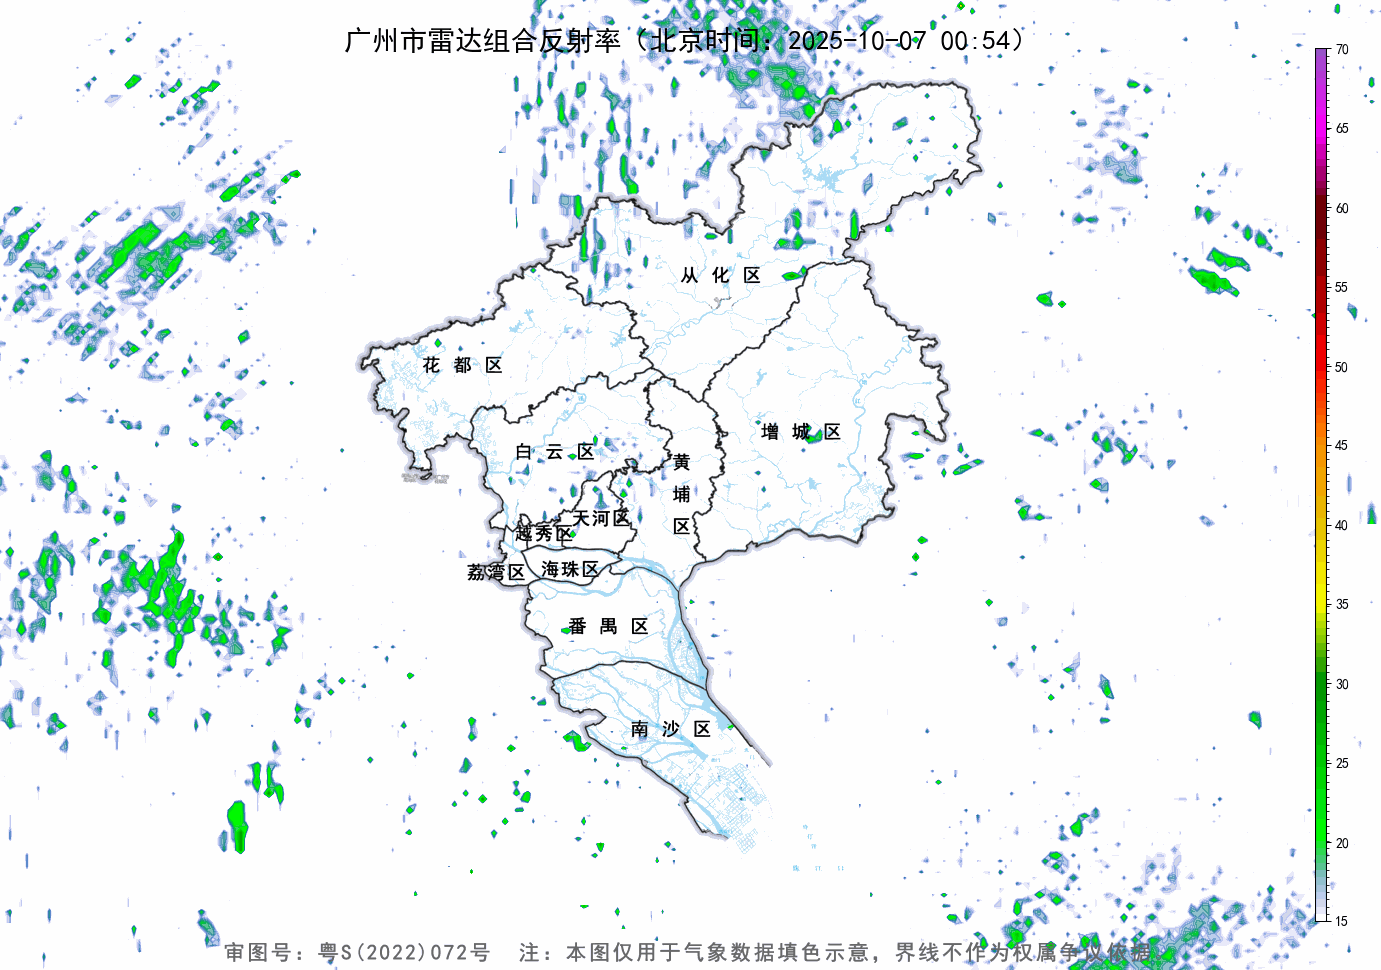 广州市雷达组合反射率（北京时间：2025-10-07 00:54）
70
65
60
55
50
45
40
35
30
25
20
15
从化区
花都区
增城区
白云区
黄埔区
天河区
越秀区
荔湾区
海珠区
番禺区
南沙区
审图号：粤S(2022)072号 注：本图仅用于气象数据填色示意，界线不作为权属争议依据。